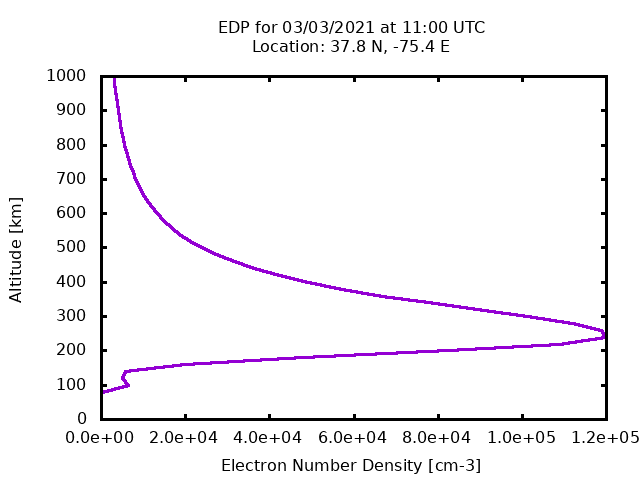 EDP for 03/03/2021 at 11:00 UTC
Location: 37.8 N, -75.4 E
1000
900
800
700
600
500
400
300
200
100
0
Altitude [km]
0.0e+00 2.0e+04 4.0e+04 6.0e+04 8.0e+04 1.0e+05 1.2e+05
Electron Number Density [cm-3]